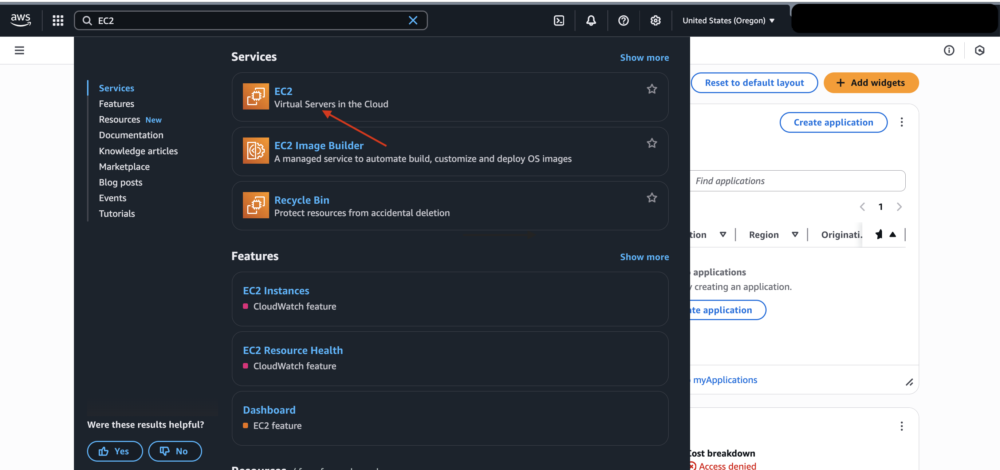 aws
EC2
United States (Oregon)
Services
Features
Resources New
Documentation
Knowledge articles
Marketplace
Blog posts
Events
Tutorials
Were these results helpful?
Yes
No
Services
Show more
EC2
Virtual Servers in the Cloud
EC2 Image Builder
A managed service to automate build, customize and deploy OS images
Recycle Bin
Protect resources from accidental deletion
Features
Show more
EC2 Instances
CloudWatch feature
EC2 Resource Health
CloudWatch feature
Dashboard
EC2 feature
Resources
Reset to default layout
Add widgets
Create application
Find applications
1
tion
Region
Originati.
applications
y creating an application.
te application
myApplications
Cost breakdown
Access denied